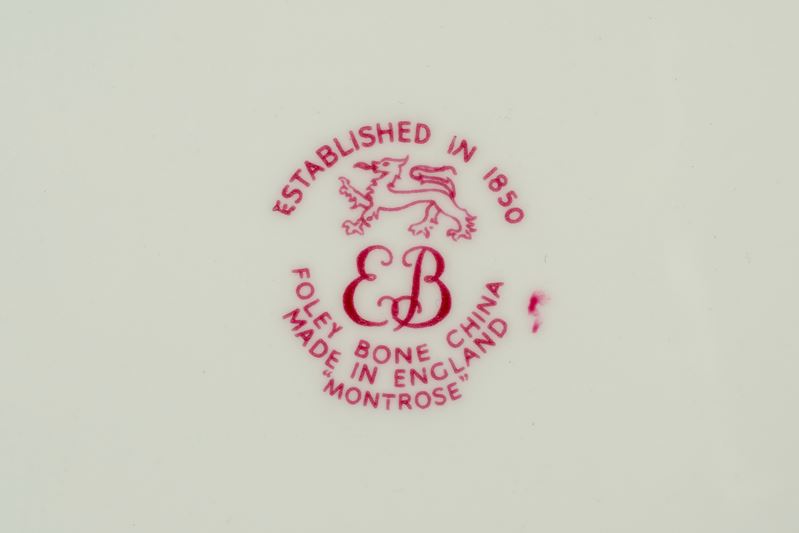 ESTABLISHED IN 1850
EB
FOLEY BONE CHINA
MADE IN ENGLAND
"MONTROSE"